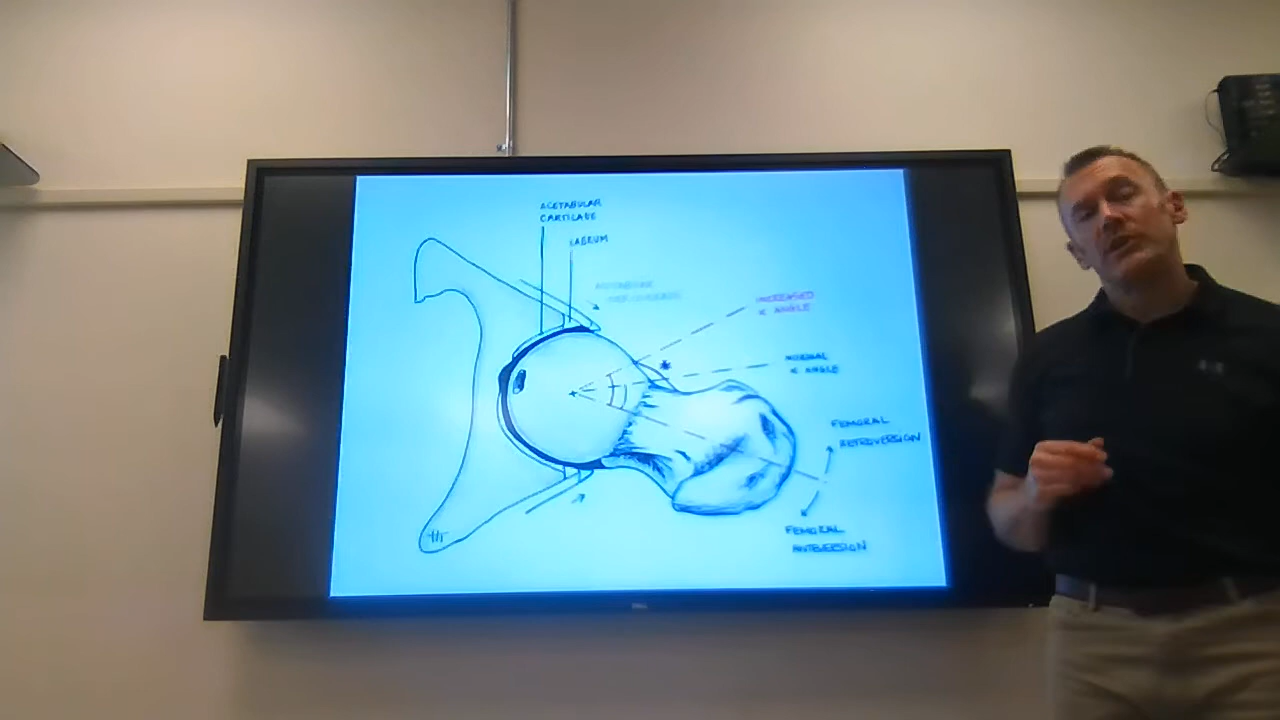 ACETABULAR
CARTILAGE
LABRUM
INCREASED
∝ ANGLE
NORMAL
∝ ANGLE
FEMORAL
RETROVERSION
FEMORAL
ANTEVERSION